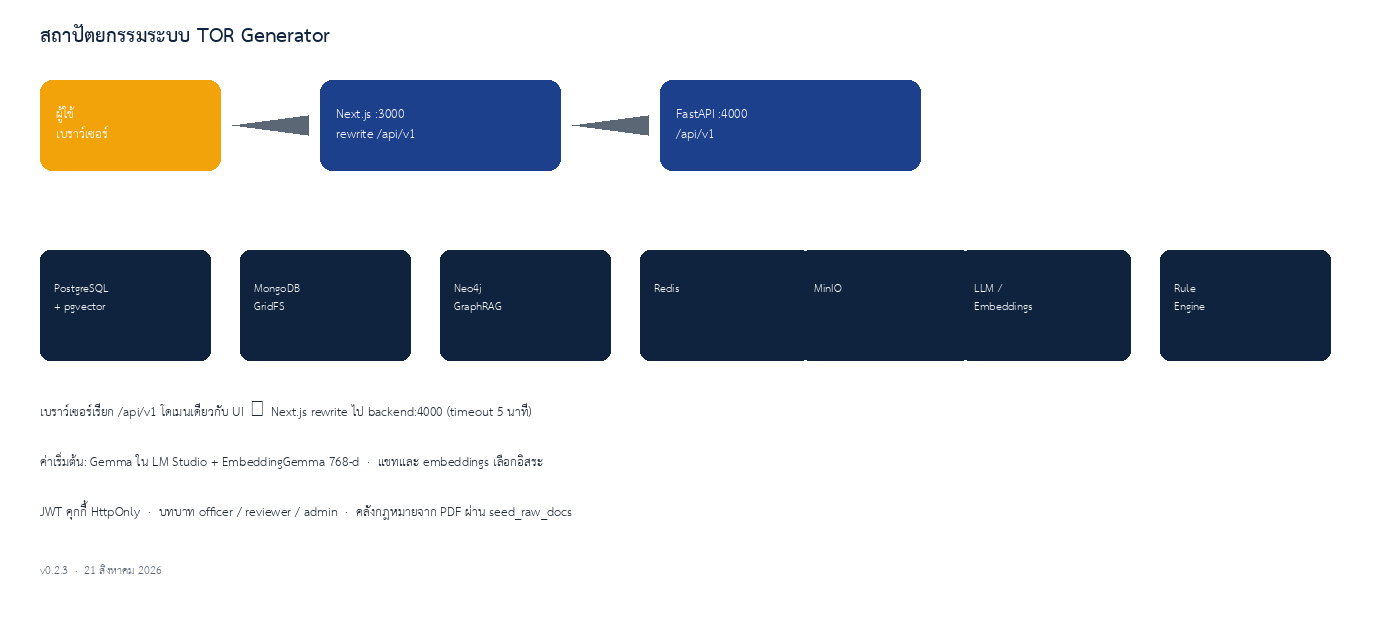 สถาปัตยกรรมระบบ TOR Generator
ผู้ใช้
เบราว์เซอร์
Next.js :3000
rewrite /api/v1
FastAPI :4000
/api/v1
PostgreSQL
+ pgvector
MongoDB
GridFS
Neo4j
GraphRAG
Redis
MinIO
LLM /
Embeddings
Rule
Engine
เบราว์เซอร์เรียก /api/v1 โดเมนเดียวกับ UI □ Next.js rewrite ไป backend:4000 (timeout 5 นาที)
ค่าเริ่มต้น: Gemma ใน LM Studio + EmbeddingGemma 768-d · แชทและ embeddings เลือกอิสระ
JWT คุกกี้ HttpOnly · บทบาท officer / reviewer / admin · คลังกฎหมายจาก PDF ผ่าน seed_raw_docs
v0.2.3 · 21 สิงหาคม 2026